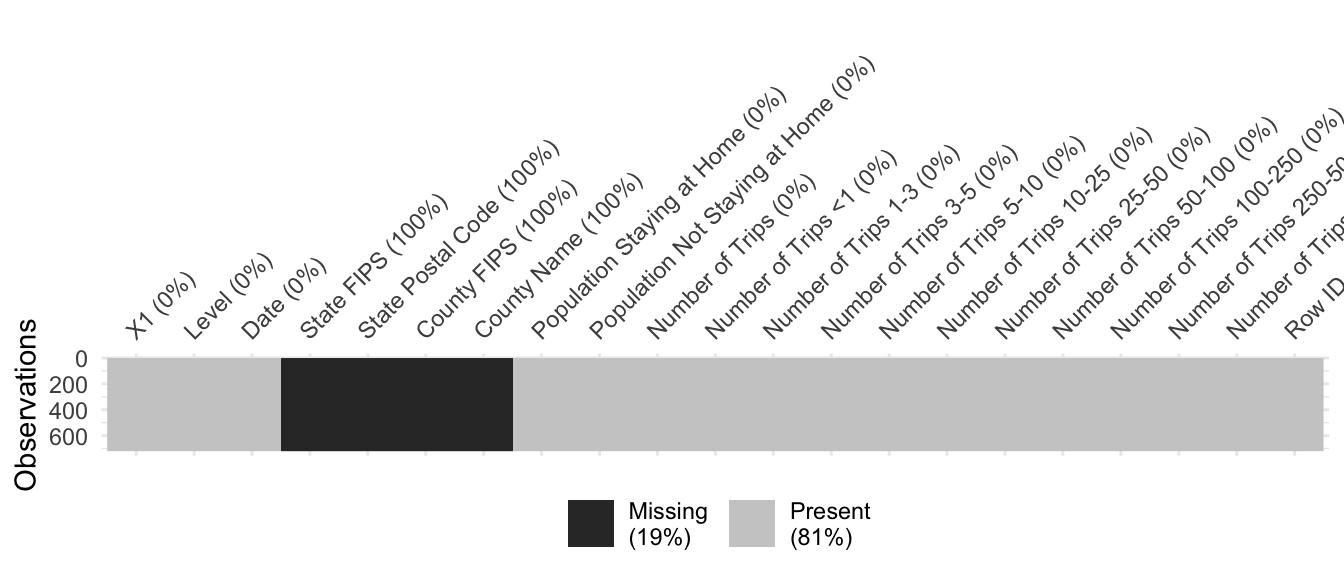 X1 (0%)
Level (0%)
Date (0%)
State FIPS (100%)
State Postal Code (100%)
County FIPS (100%)
County Name (100%)
Population Staying at Home (0%)
Population Not Staying at Home (0%)
Number of Trips (0%)
Number of Trips <1 (0%)
Number of Trips 1-3 (0%)
Number of Trips 3-5 (0%)
Number of Trips 5-10 (0%)
Number of Trips 10-25 (0%)
Number of Trips 25-50 (0%)
Number of Trips 50-100 (0%)
Number of Trips 100-250 (0%)
Number of Trips 250-50
Number of Trips
Row ID
Observations
0
200
400
600
Missing
(19%)
Present
(81%)